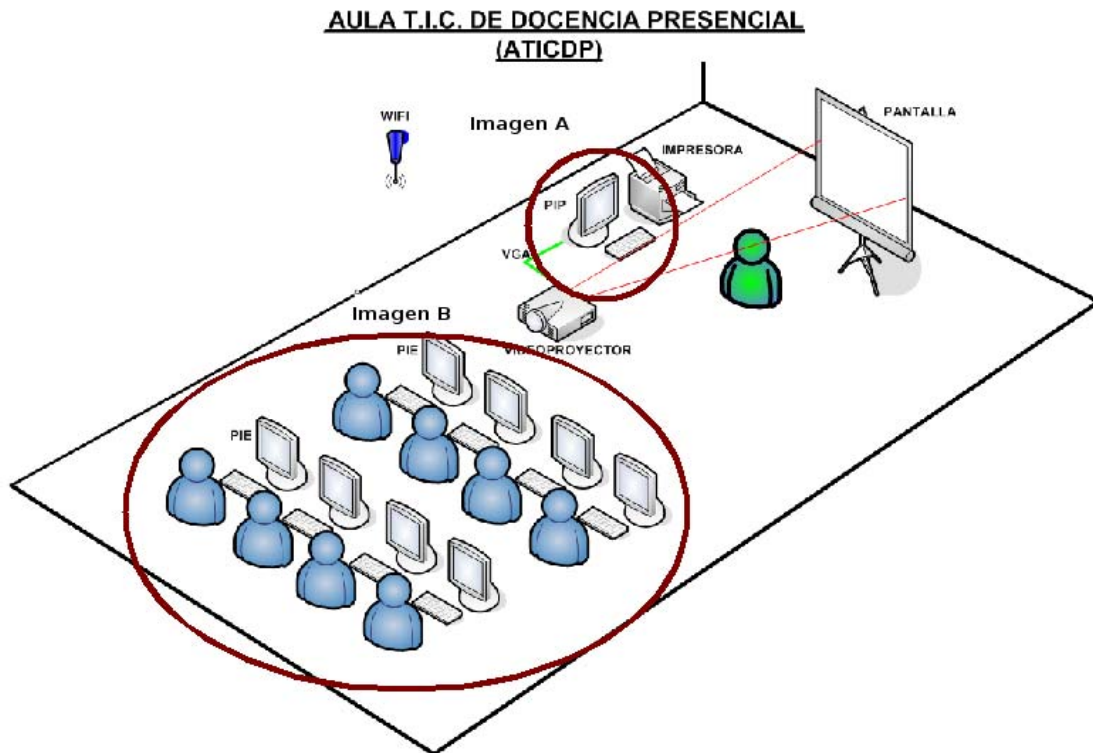 AULA T.I.C. DE DOCENCIA PRESENCIAL
(ATICDP)
WIFI
Imagen A
PANTALLA
IMPRESORA
PIP
VGA
Imagen B
PIE
VIDEOPROYECTOR
PIE